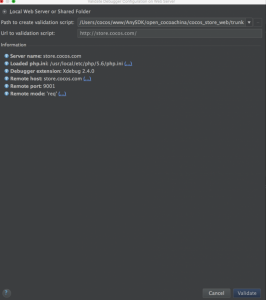 Local Web Server or Shared Folder
Path to create validation script: /Users/cocos/www/AnySDK/open_cocoachina/cocos_store_web/trunk
Url to validation script: http://store.cocos.com/
Information
Server name: store.cocos.com
Loaded php.ini: /usr/local/etc/php/5.6/php.ini (...)
Debugger extension: Xdebug 2.4.0
Remote host: store.cocos.com (...)
Remote port: 9001
Remote mode: 'req' (...)
? Cancel Validate